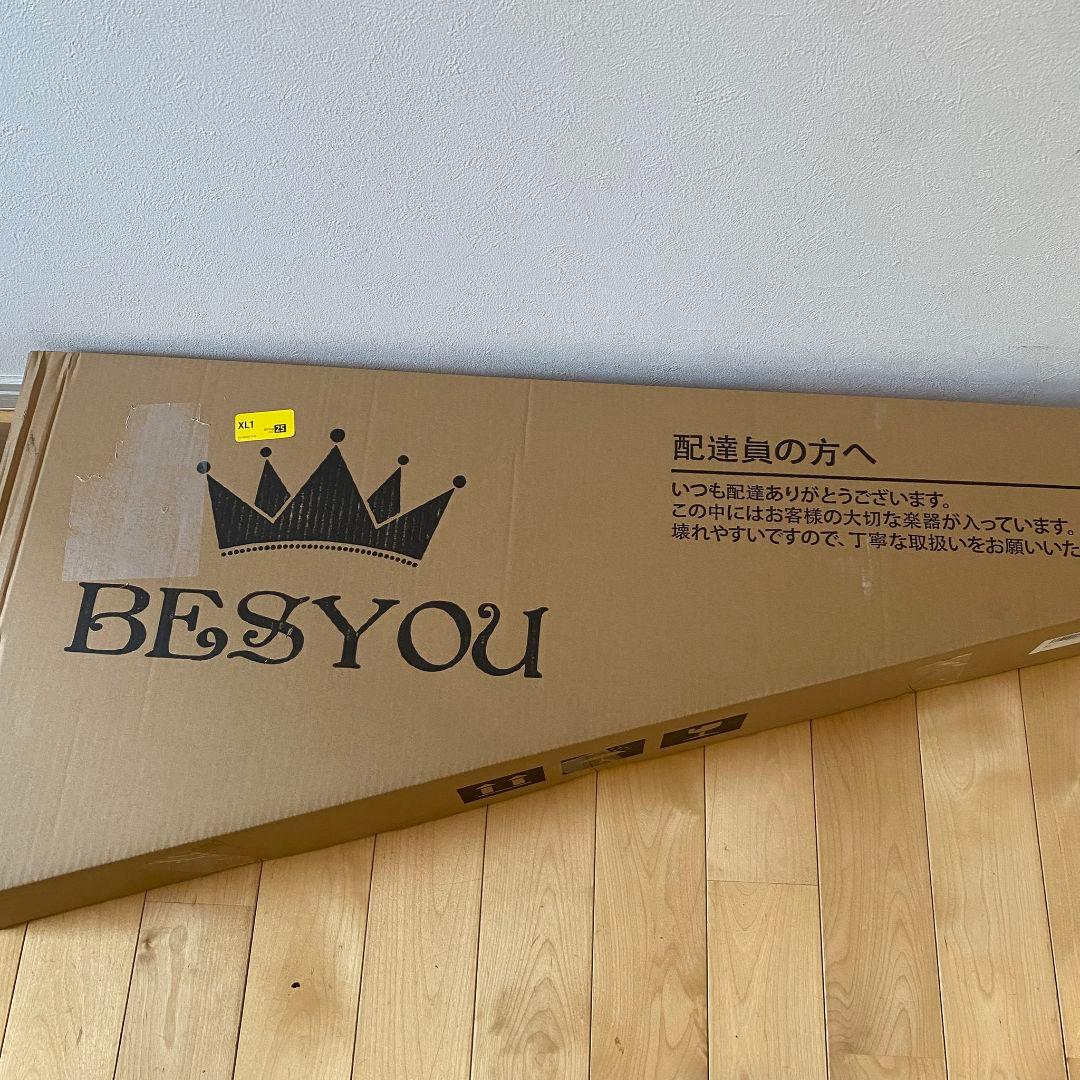 XL1
25
BESYOU
配達員の方へ
いつも配達ありがとうございます。
この中にはお客様の大切な楽器が入っています。
壊れやすいですので、丁寧な取扱いをお願いいた